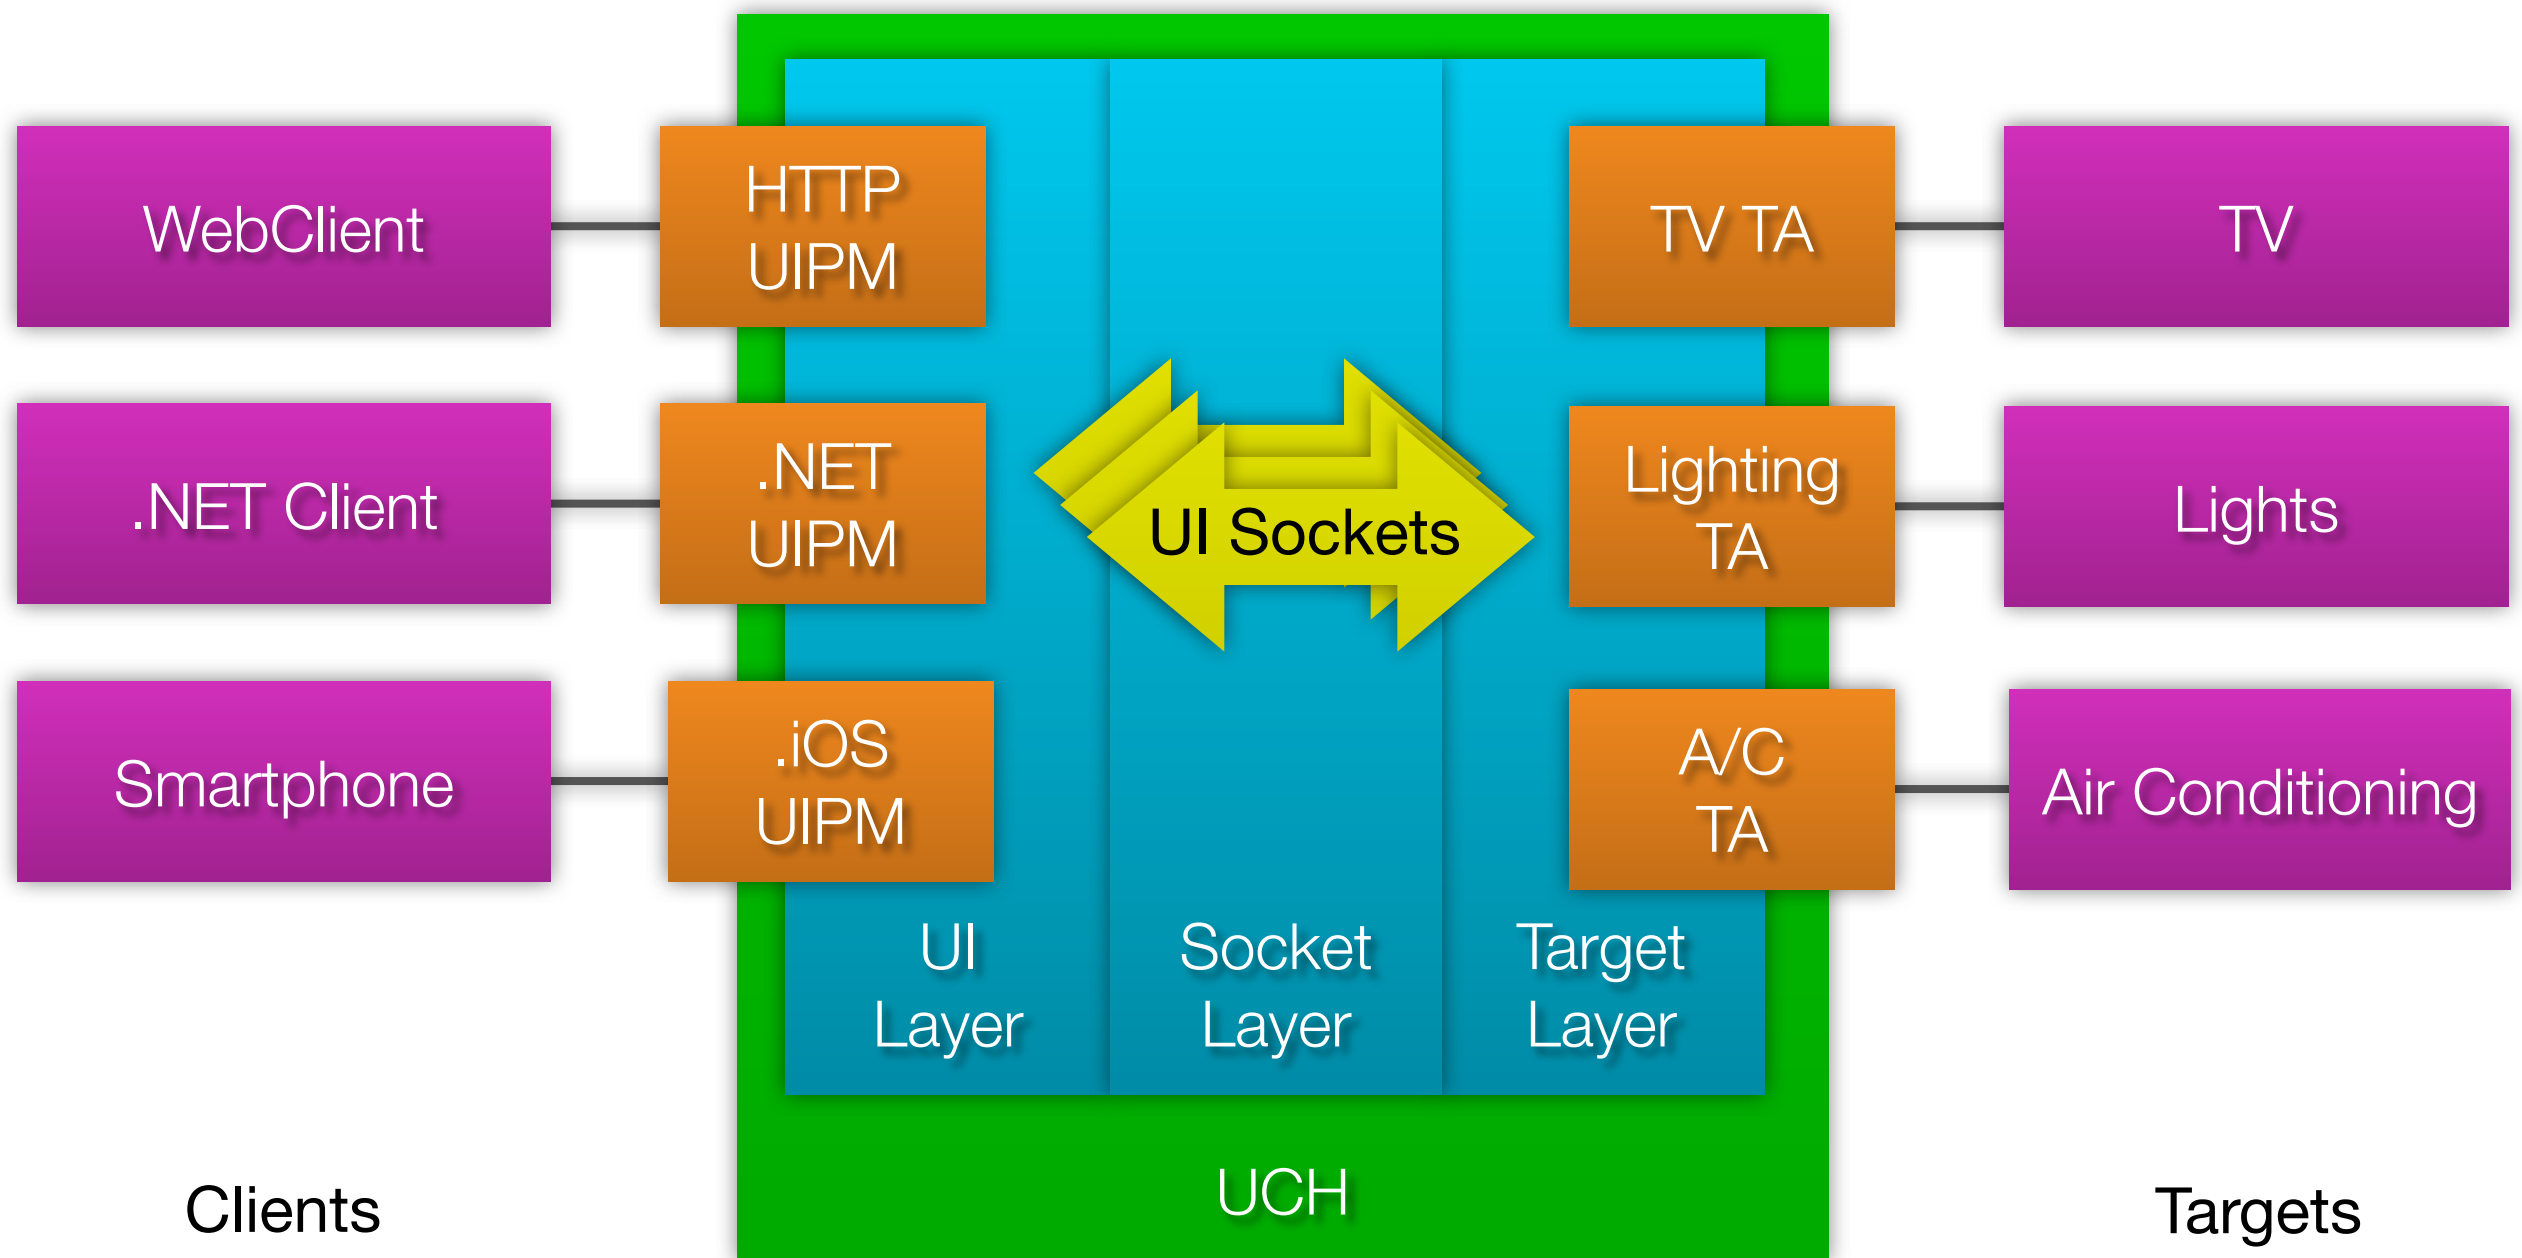 WebClient
HTTP
UIPM
TV TA
TV
.NET Client
.NET
UIPM
UI Sockets
Lighting
TA
Lights
Smartphone
.iOS
UIPM
A/C
TA
Air Conditioning
UI
Layer
Socket
Layer
Target
Layer
Clients
UCH
Targets